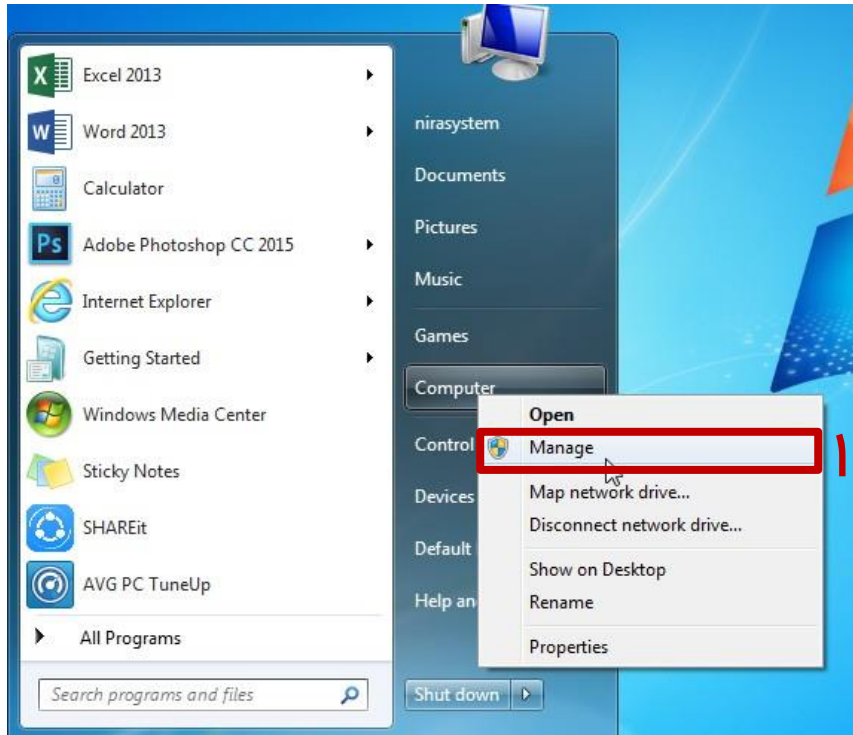 Excel 2013
Word 2013
Calculator
Adobe Photoshop CC 2015
Internet Explorer
Getting Started
Windows Media Center
Sticky Notes
SHAREit
AVG PC TuneUp
All Programs
Search programs and files
nirasystem
Documents
Pictures
Music
Games
Computer
Control
Devices
Default
Help an
Shut down
Open
Manage
Map network drive...
Disconnect network drive...
Show on Desktop
Rename
Properties
۱